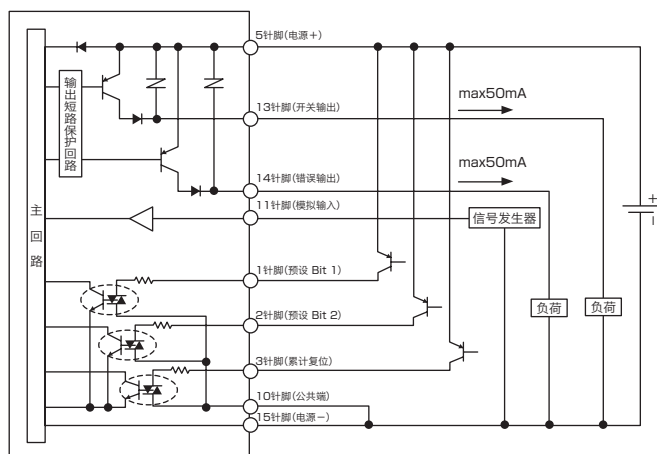 5针脚(电源+)
输出短路保护回路
max50mA
13针脚(开关输出)
max50mA
14针脚(错误输出)
11针脚(模拟输入)
信号发生器
+
−
主回路
1针脚(预设 Bit 1)
2针脚(预设 Bit 2)
负荷
负荷
3针脚(累计复位)
10针脚(公共端)
15针脚(电源−)